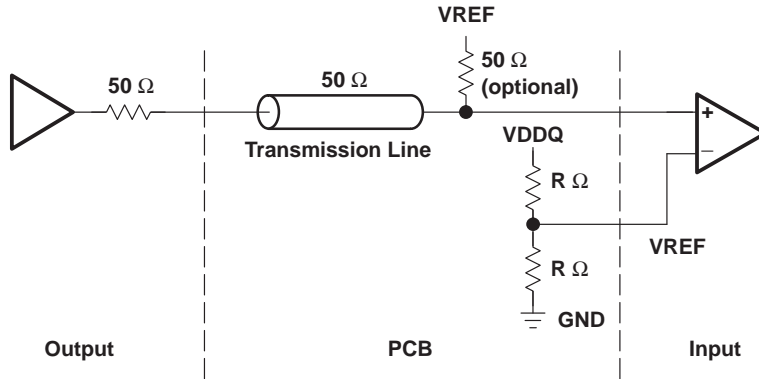 VREF
50 Ω
50 Ω
50 Ω
(optional)
Transmission Line
+
−
VDDQ
R Ω
VREF
R Ω
GND
Output
PCB
Input